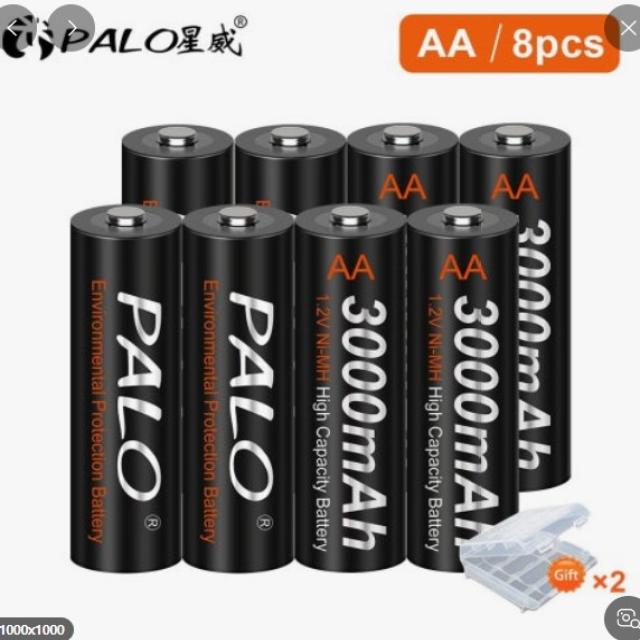 PALO星威®
AA / 8pcs
AA
AA
3000mAh
PALO®
Environmental Protection Battery
PALO®
Environmental Protection Battery
AA
3000mAh
1.2V Ni-MH High Capacity Battery
AA
3000mAh
1.2V Ni-MH High Capacity Battery
Gift ×2
1000x1000